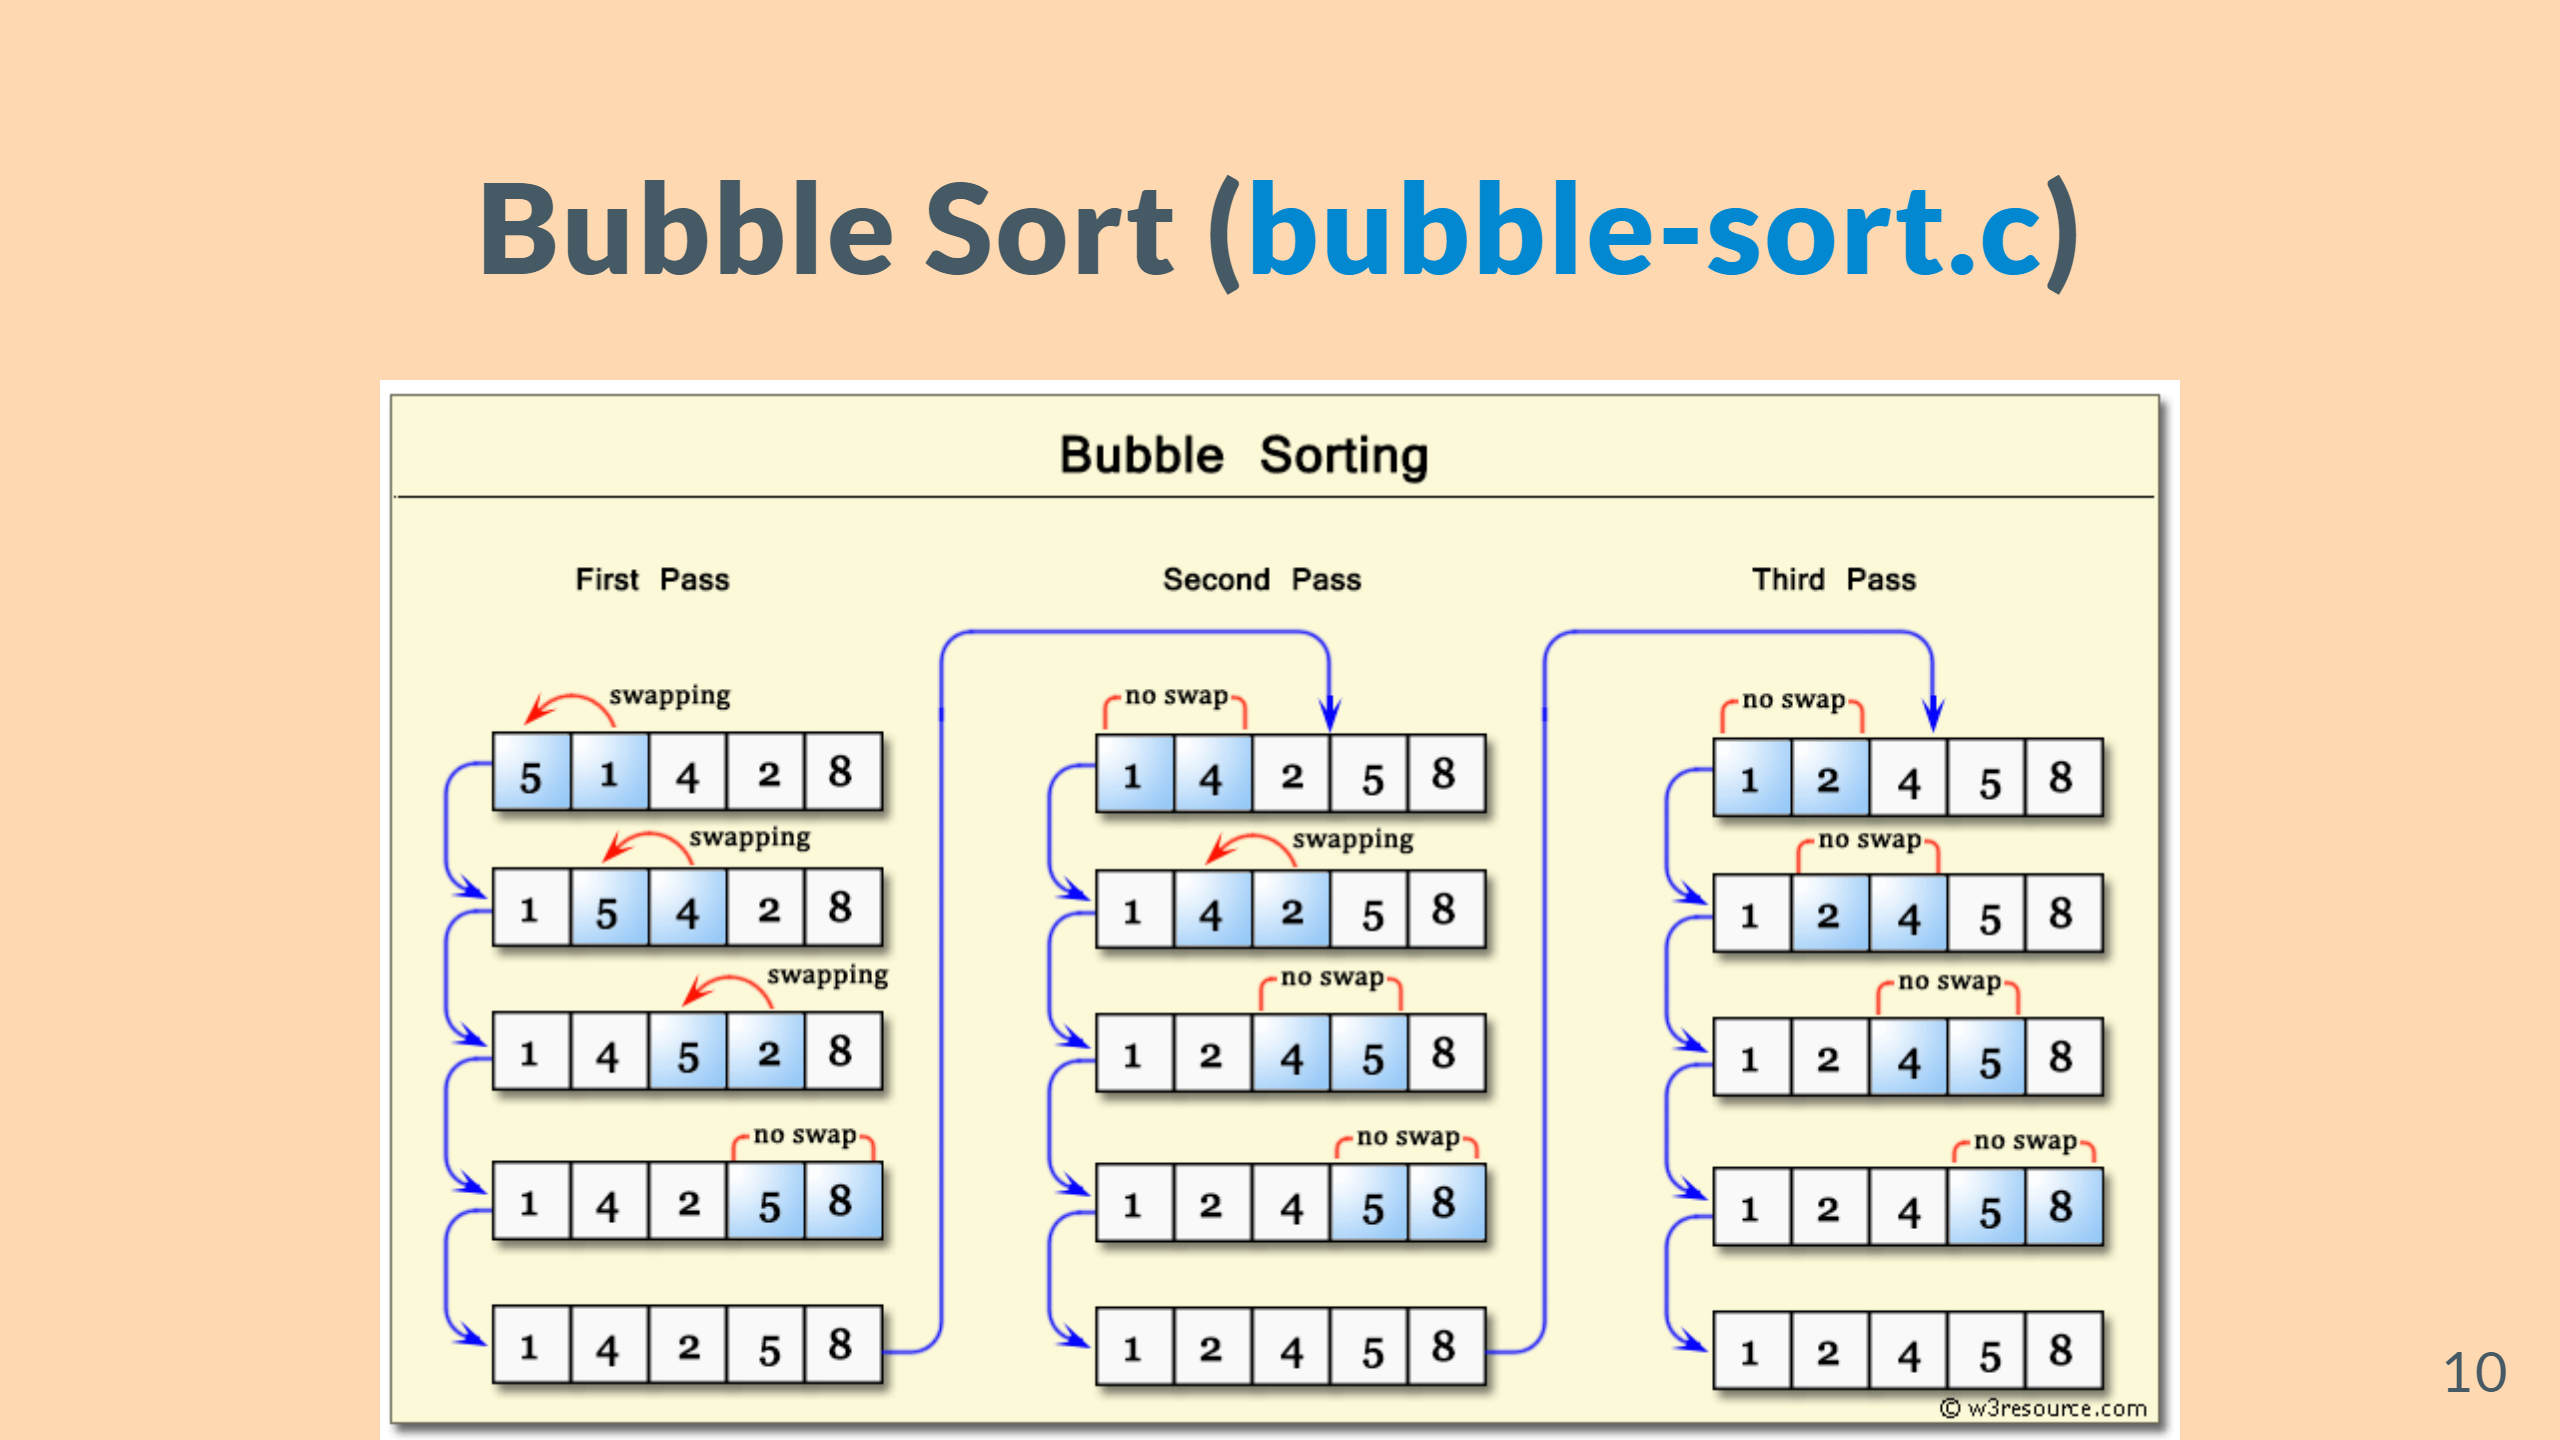 Bubble Sort (bubble-sort.c)
Bubble Sorting
First Pass
swapping
5 1 4 2 8
swapping
1 5 4 2 8
swapping
1 4 5 2 8
no swap
1 4 2 5 8
1 4 2 5 8
Second Pass
no swap
1 4 2 5 8
swapping
1 4 2 5 8
no swap
1 2 4 5 8
no swap
1 2 4 5 8
1 2 4 5 8
Third Pass
no swap
1 2 4 5 8
no swap
1 2 4 5 8
no swap
1 2 4 5 8
no swap
1 2 4 5 8
1 2 4 5 8
© w3resource.com
10